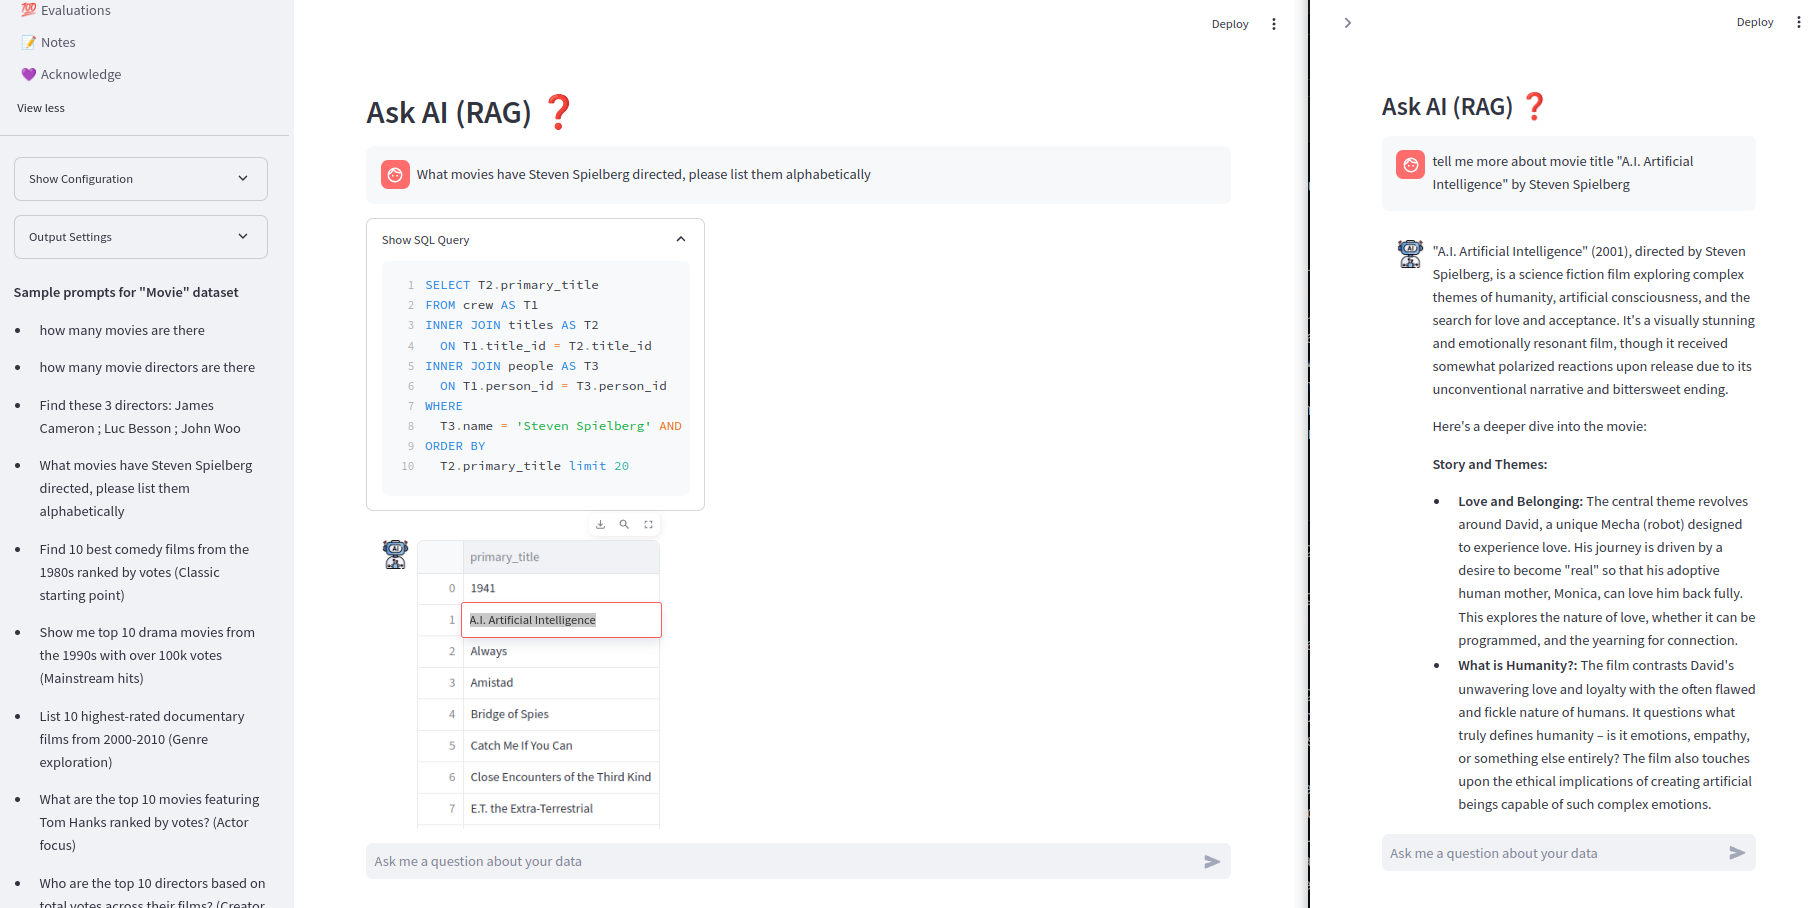 💯 Evaluations
📝 Notes
💜 Acknowledge
View less
Show Configuration
Output Settings
Sample prompts for "Movie" dataset
• how many movies are there
• how many movie directors are there
• Find these 3 directors: James
Cameron ; Luc Besson ; John Woo
• What movies have Steven Spielberg
directed, please list them
alphabetically
• Find 10 best comedy films from the
1980s ranked by votes (Classic
starting point)
• Show me top 10 drama movies from
the 1990s with over 100k votes
(Mainstream hits)
• List 10 highest-rated documentary
films from 2000-2010 (Genre
exploration)
• What are the top 10 movies featuring
Tom Hanks ranked by votes? (Actor
focus)
• Who are the top 10 directors based on
total votes across their films? (Creator
Deploy
Ask AI (RAG) ❓
What movies have Steven Spielberg directed, please list them alphabetically
Show SQL Query
1 SELECT T2.primary_title
2 FROM crew AS T1
3 INNER JOIN titles AS T2
4 ON T1.title_id = T2.title_id
5 INNER JOIN people AS T3
6 ON T1.person_id = T3.person_id
7 WHERE
8 T3.name = 'Steven Spielberg' AND
9 ORDER BY
10 T2.primary_title limit 20
AI
primary_title
0 1941
1 A.I. Artificial Intelligence
2 Always
3 Amistad
4 Bridge of Spies
5 Catch Me If You Can
6 Close Encounters of the Third Kind
7 E.T. the Extra-Terrestrial
Ask me a question about your data
Deploy
Ask AI (RAG) ❓
tell me more about movie title "A.I. Artificial
Intelligence" by Steven Spielberg
AI
"A.I. Artificial Intelligence" (2001), directed by Steven
Spielberg, is a science fiction film exploring complex
themes of humanity, artificial consciousness, and the
search for love and acceptance. It's a visually stunning
and emotionally resonant film, though it received
somewhat polarized reactions upon release due to its
unconventional narrative and bittersweet ending.
Here's a deeper dive into the movie:
Story and Themes:
• Love and Belonging: The central theme revolves
around David, a unique Mecha (robot) designed
to experience love. His journey is driven by a
desire to become "real" so that his adoptive
human mother, Monica, can love him back fully.
This explores the nature of love, whether it can be
programmed, and the yearning for connection.
• What is Humanity?: The film contrasts David's
unwavering love and loyalty with the often flawed
and fickle nature of humans. It questions what
truly defines humanity – is it emotions, empathy,
or something else entirely? The film also touches
upon the ethical implications of creating artificial
beings capable of such complex emotions.
Ask me a question about your data